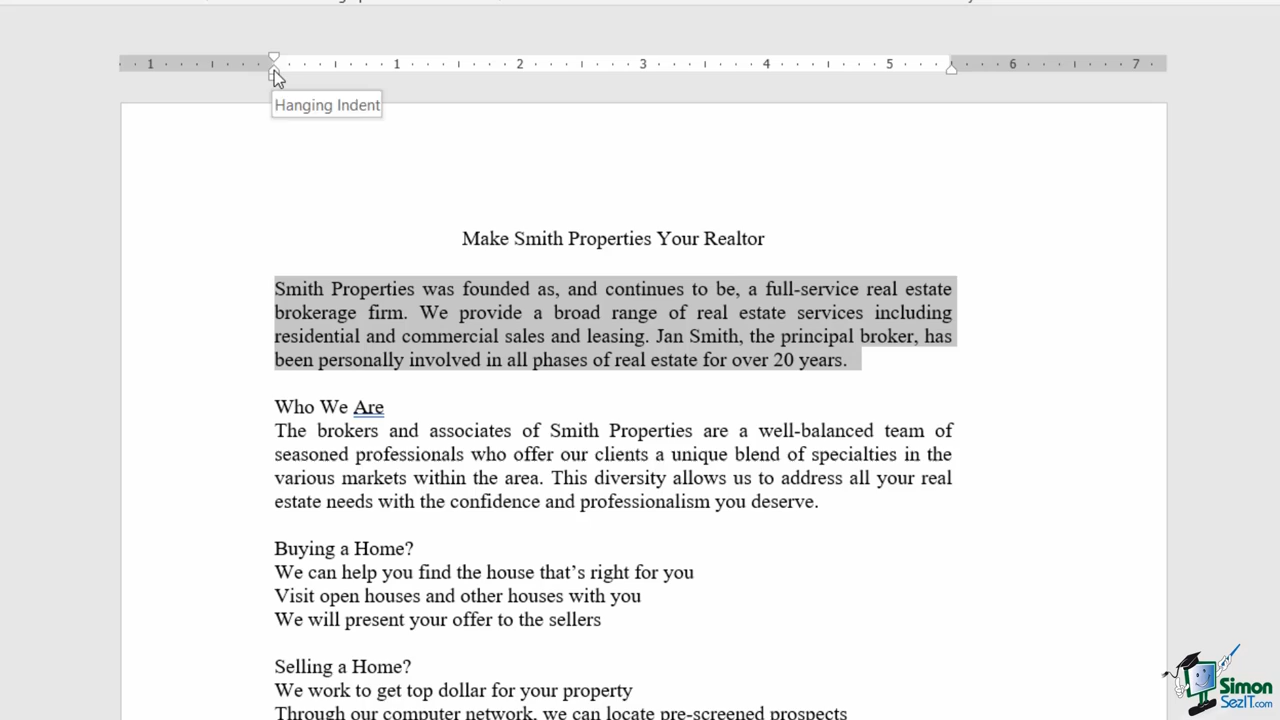 1 1 2 3 4 5 6 7
Hanging Indent
Make Smith Properties Your Realtor
Smith Properties was founded as, and continues to be, a full-service real estate
brokerage firm. We provide a broad range of real estate services including
residential and commercial sales and leasing. Jan Smith, the principal broker, has
been personally involved in all phases of real estate for over 20 years.
Who We Are
The brokers and associates of Smith Properties are a well-balanced team of
seasoned professionals who offer our clients a unique blend of specialties in the
various markets within the area. This diversity allows us to address all your real
estate needs with the confidence and professionalism you deserve.
Buying a Home?
We can help you find the house that’s right for you
Visit open houses and other houses with you
We will present your offer to the sellers
Selling a Home?
We work to get top dollar for your property
Through our computer network, we can locate pre-screened prospects
Simon
SezIT.com